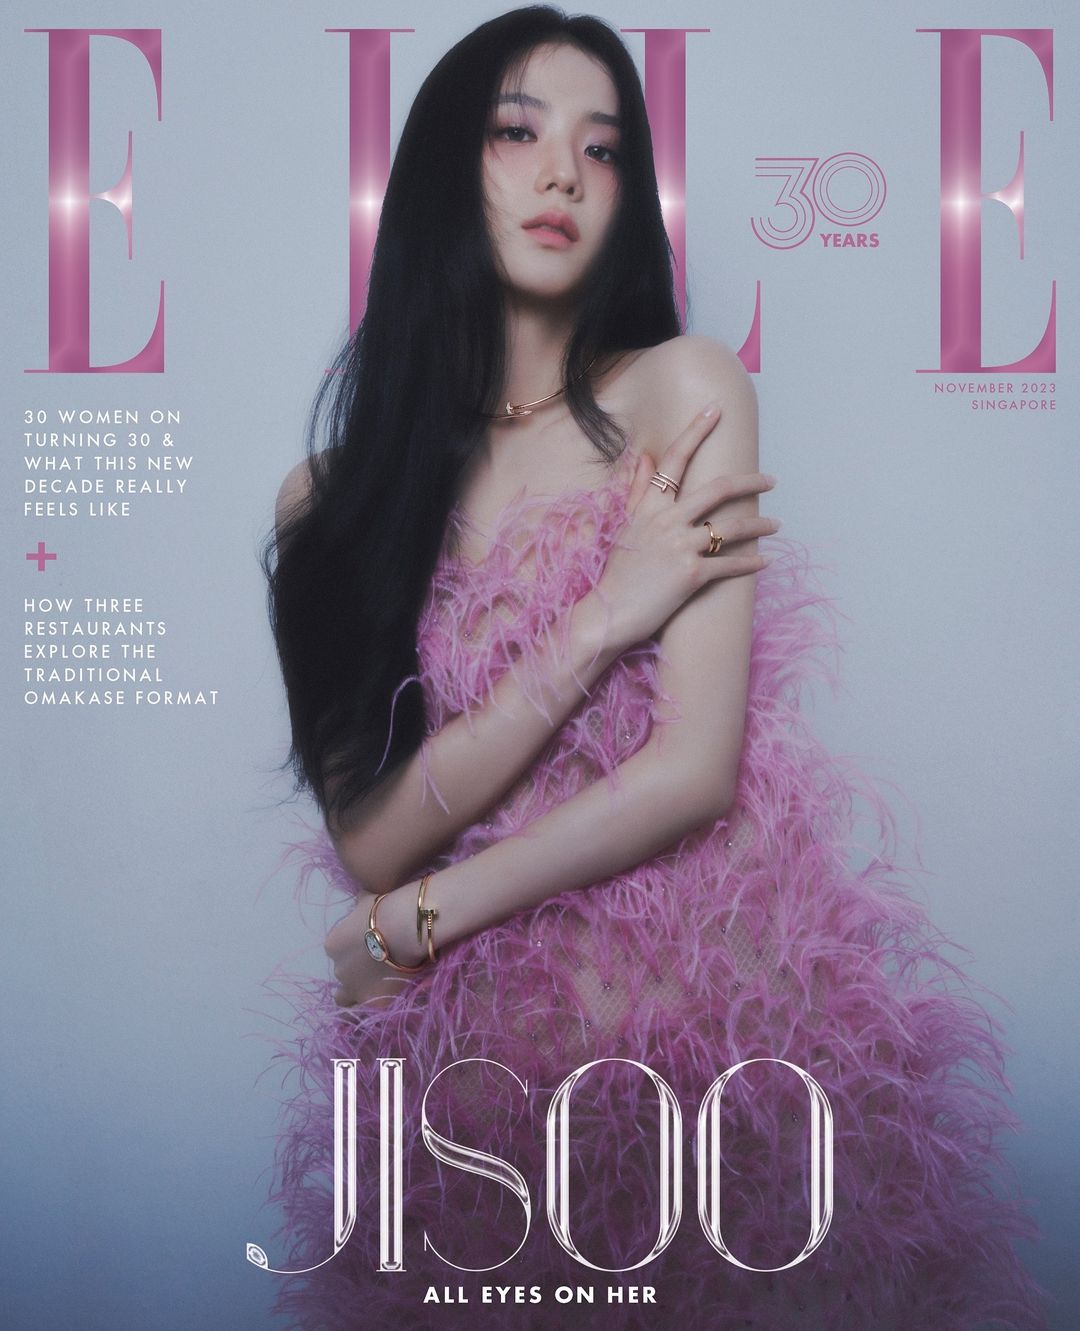 ELLE
30
YEARS
NOVEMBER 2023
SINGAPORE
30 WOMEN ON
TURNING 30 &
WHAT THIS NEW
DECADE REALLY
FEELS LIKE
+
HOW THREE
RESTAURANTS
EXPLORE THE
TRADITIONAL
OMAKASE FORMAT
JISOO
ALL EYES ON HER